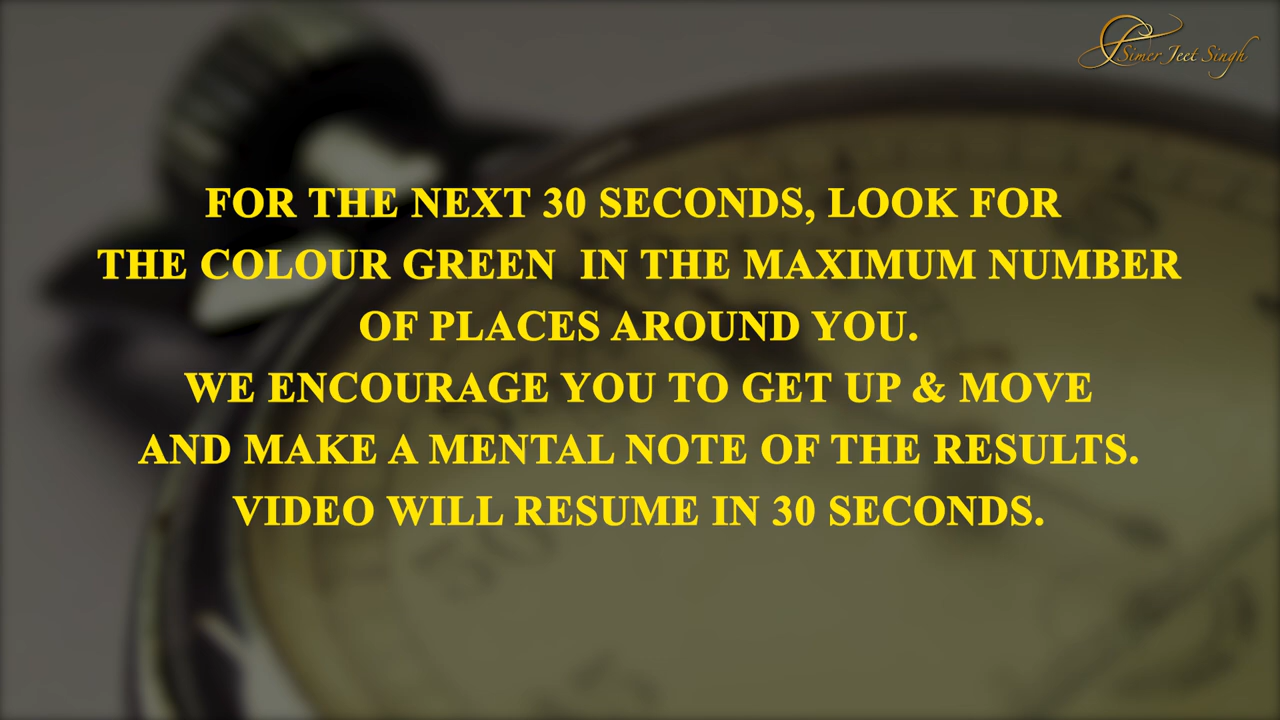 Simer Jeet Singh
FOR THE NEXT 30 SECONDS, LOOK FOR
THE COLOUR GREEN  IN THE MAXIMUM NUMBER
OF PLACES AROUND YOU.
WE ENCOURAGE YOU TO GET UP & MOVE
AND MAKE A MENTAL NOTE OF THE RESULTS.
VIDEO WILL RESUME IN 30 SECONDS.
50